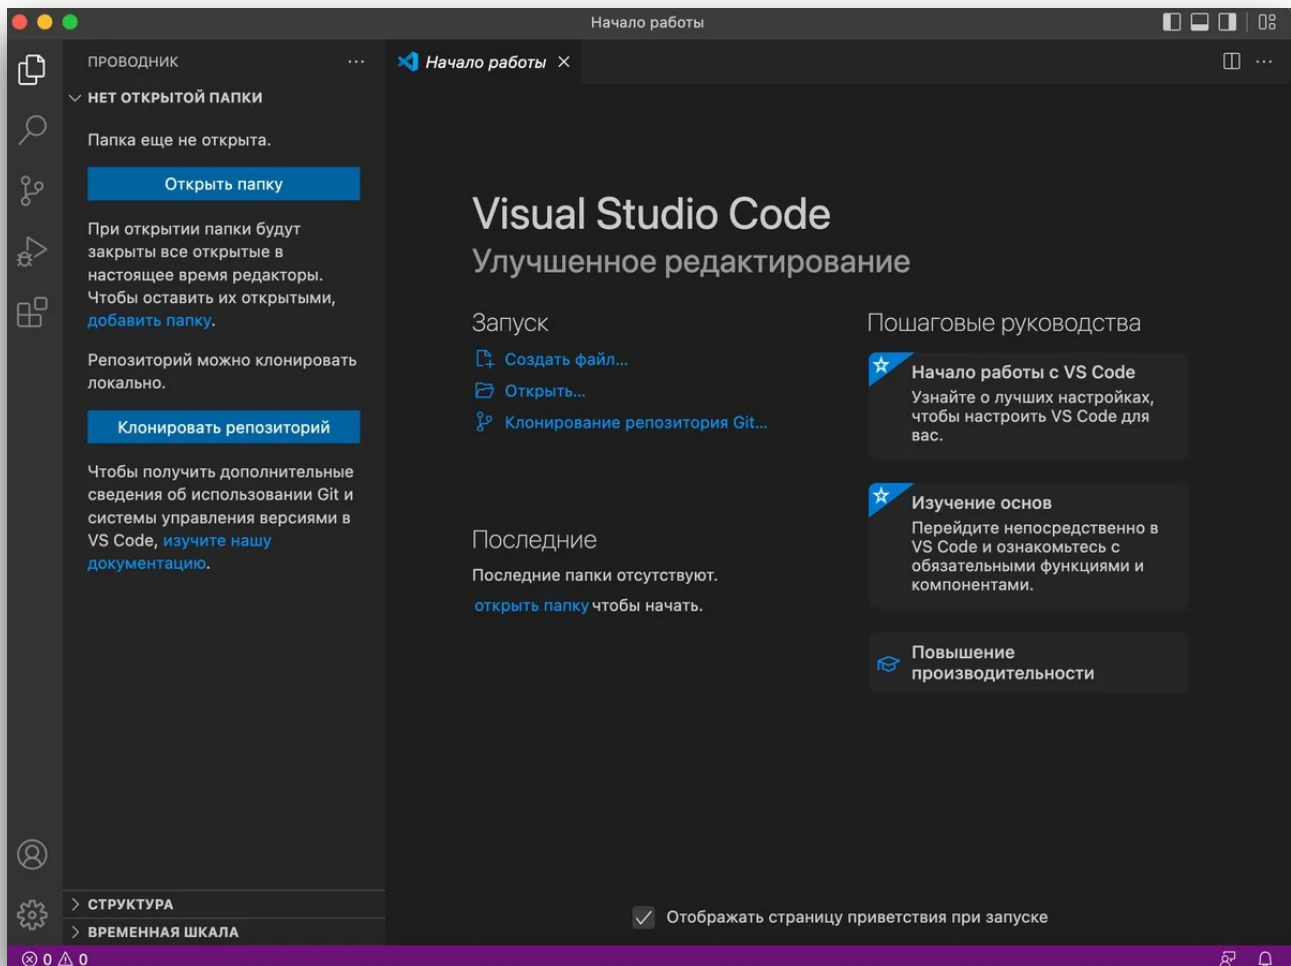 Начало работы
ПРОВОДНИК
НЕТ ОТКРЫТОЙ ПАПКИ
Папка еще не открыта.
Открыть папку
При открытии папки будут
закрыты все открытые в
настоящее время редакторы.
Чтобы оставить их открытыми,
добавить папку.
Репозиторий можно клонировать
локально.
Клонировать репозиторий
Чтобы получить дополнительные
сведения об использовании Git и
системы управления версиями в
VS Code, изучите нашу
документацию.
СТРУКТУРА
ВРЕМЕННАЯ ШКАЛА
Начало работы
Visual Studio Code
Улучшенное редактирование
Запуск
Создать файл...
Открыть...
Клонирование репозитория Git...
Последние
Последние папки отсутствуют.
открыть папку чтобы начать.
Пошаговые руководства
Начало работы с VS Code
Узнайте о лучших настройках,
чтобы настроить VS Code для
вас.
Изучение основ
Перейдите непосредственно в
VS Code и ознакомьтесь с
обязательными функциями и
компонентами.
Повышение
производительности
Отображать страницу приветствия при запуске
0 0